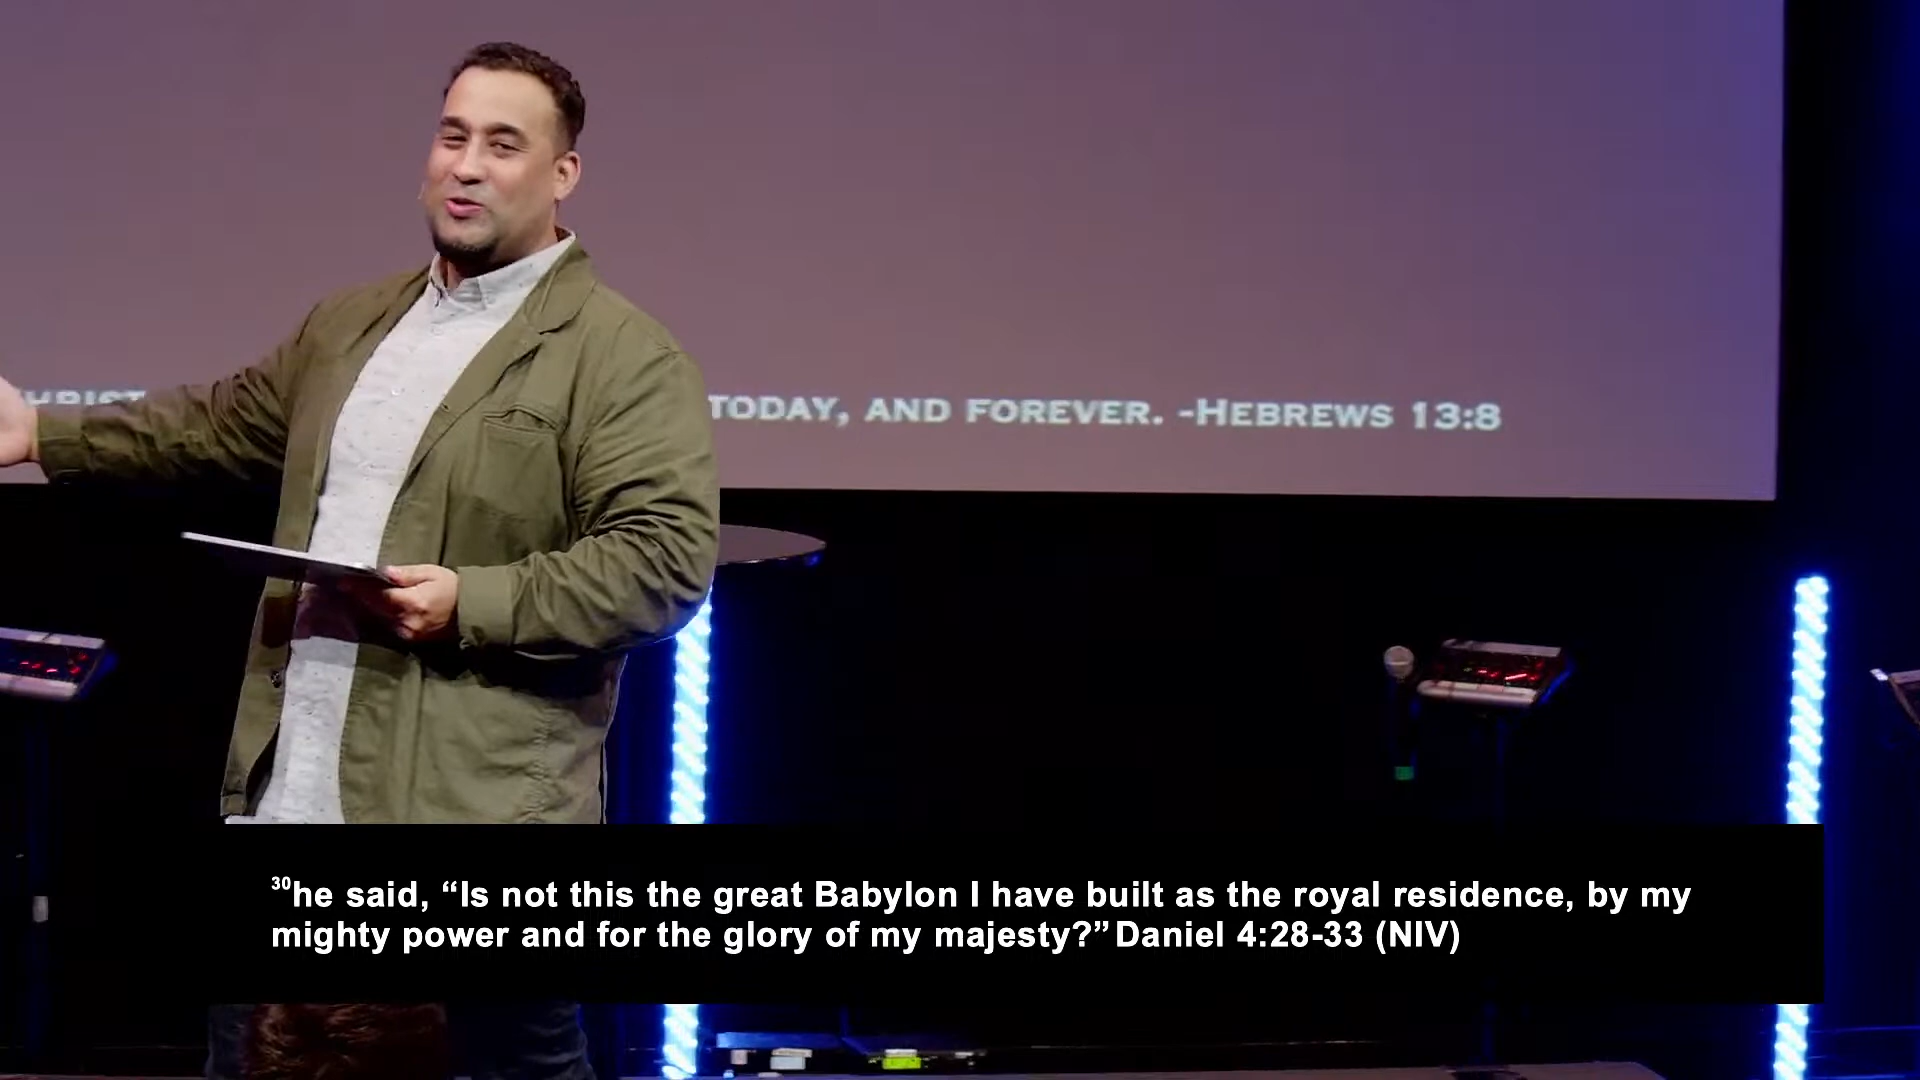 CHRIST TODAY, AND FOREVER. -HEBREWS 13:8
30he said, “Is not this the great Babylon I have built as the royal residence, by my
mighty power and for the glory of my majesty?”Daniel 4:28-33 (NIV)